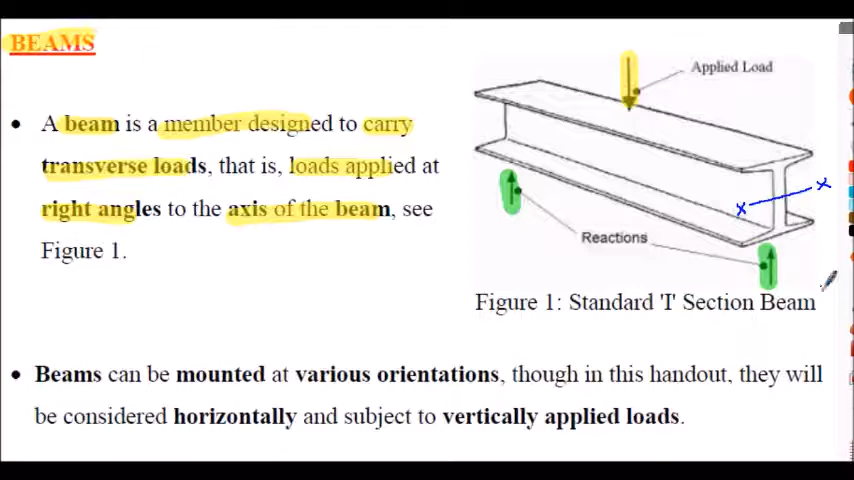 BEAMS
• A beam is a member designed to carry
transverse loads, that is, loads applied at
right angles to the axis of the beam, see
Figure 1.
Applied Load
x
x
Reactions
Figure 1: Standard 'I' Section Beam
• Beams can be mounted at various orientations, though in this handout, they will
be considered horizontally and subject to vertically applied loads.